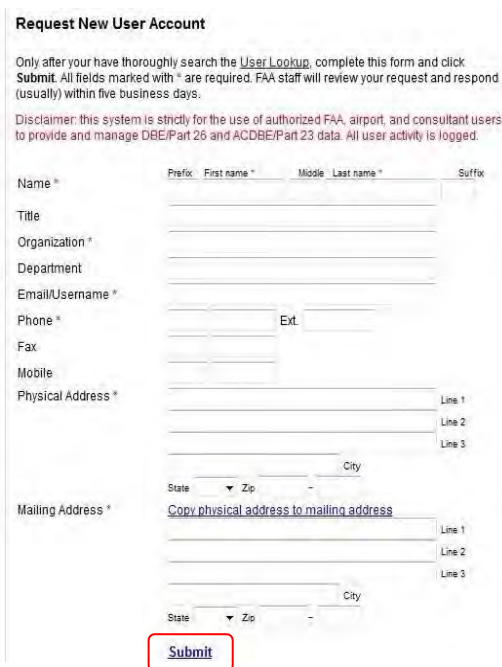 Request New User Account
Only after your have thoroughly search the User Lookup, complete this form and click
Submit. All fields marked with * are required. FAA staff will review your request and respond
(usually) within five business days.
Disclaimer: this system is strictly for the use of authorized FAA, airport, and consultant users
to provide and manage DBE/Part 26 and ACDBE/Part 23 data. All user activity is logged.
Prefix First name * Middle Last name * Suffix
Name *
Title
Organization *
Department
Email/Username *
Phone * Ext.
Fax
Mobile
Physical Address * Line 1
Line 2
Line 3
City
State Zip -
Mailing Address * Copy physical address to mailing address
Line 1
Line 2
Line 3
City
State Zip -
Submit